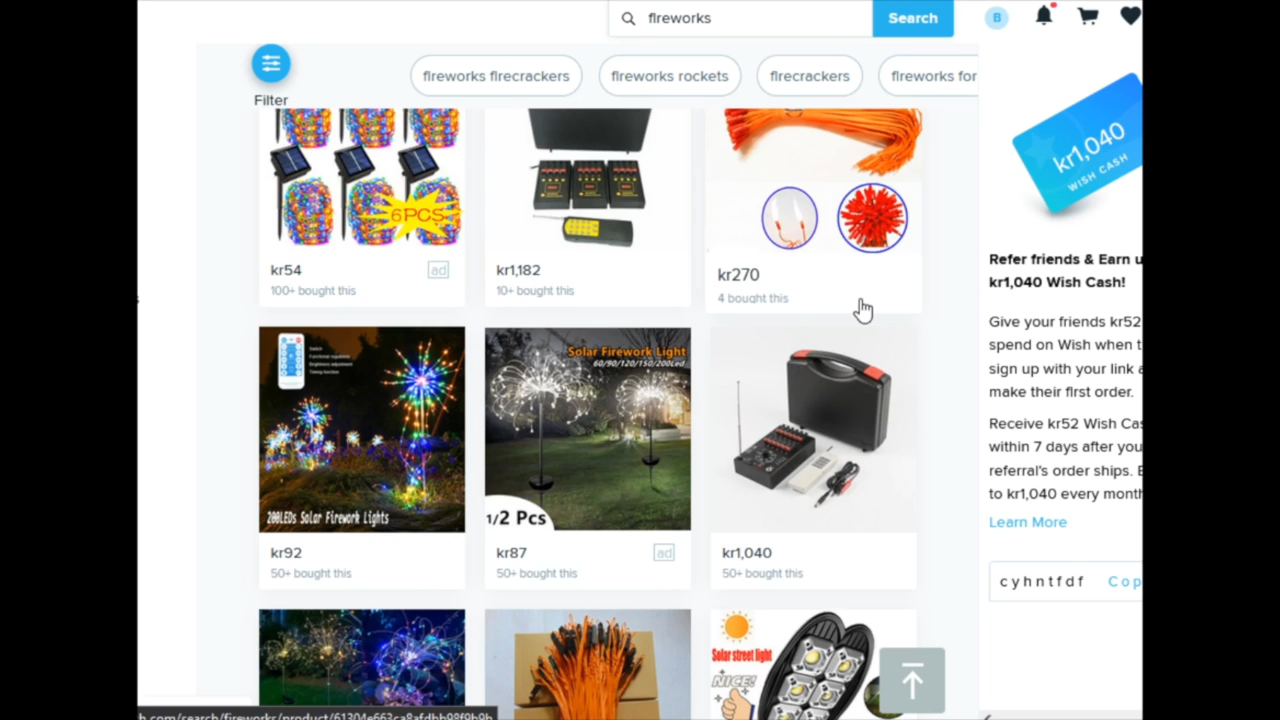 fireworks
Search
B
Filter
fireworks firecrackers
fireworks rockets
firecrackers
fireworks for
kr1,040
WISH CASH
6PCS
kr54
ad
100+ bought this
kr1,182
10+ bought this
kr270
4 bought this
Refer friends & Earn u
kr1,040 Wish Cash!
Give your friends kr52
spend on Wish when t
sign up with your link a
make their first order.
Receive kr52 Wish Cas
within 7 days after you
referral's order ships. E
to kr1,040 every month
Learn More
cyhntfdf
Cop
200LEDs Solar Firework Lights
kr92
50+ bought this
Solar Firework Light
60/90/120/150/200Led
1/2 Pcs
kr87
ad
50+ bought this
kr1,040
50+ bought this
Solar street light
NICE!